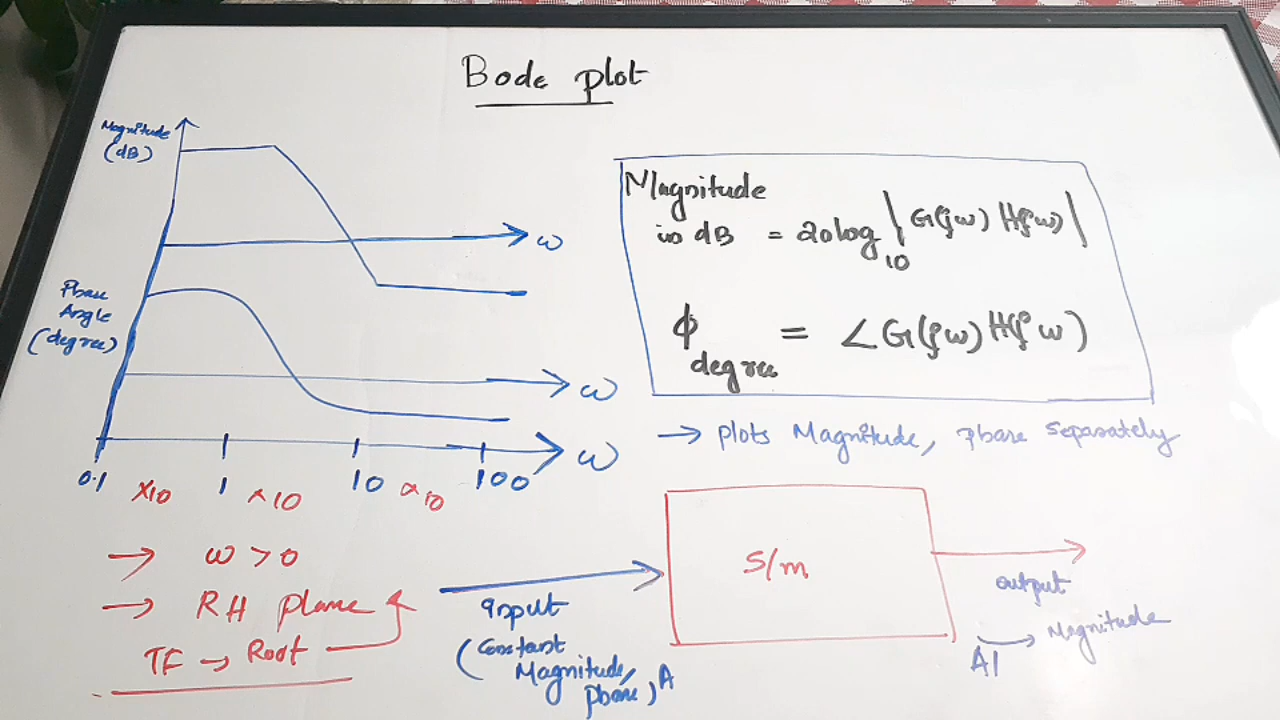 Bode plot
Magnitude
(dB)
ω
Phase
Angle
(degree)
ω
ω
0.1 x10 1 x10 10 x10 100
Magnitude
in dB = 20log₁₀ |G(jω) H(jω)|
ϕ degree = ∠G(jω) H(jω)
→ plots Magnitude, phase separately
→ ω > 0
→ RH plane
TF → Root
input
(constant
Magnitude,
phase) A
S/m
output
A1 → Magnitude